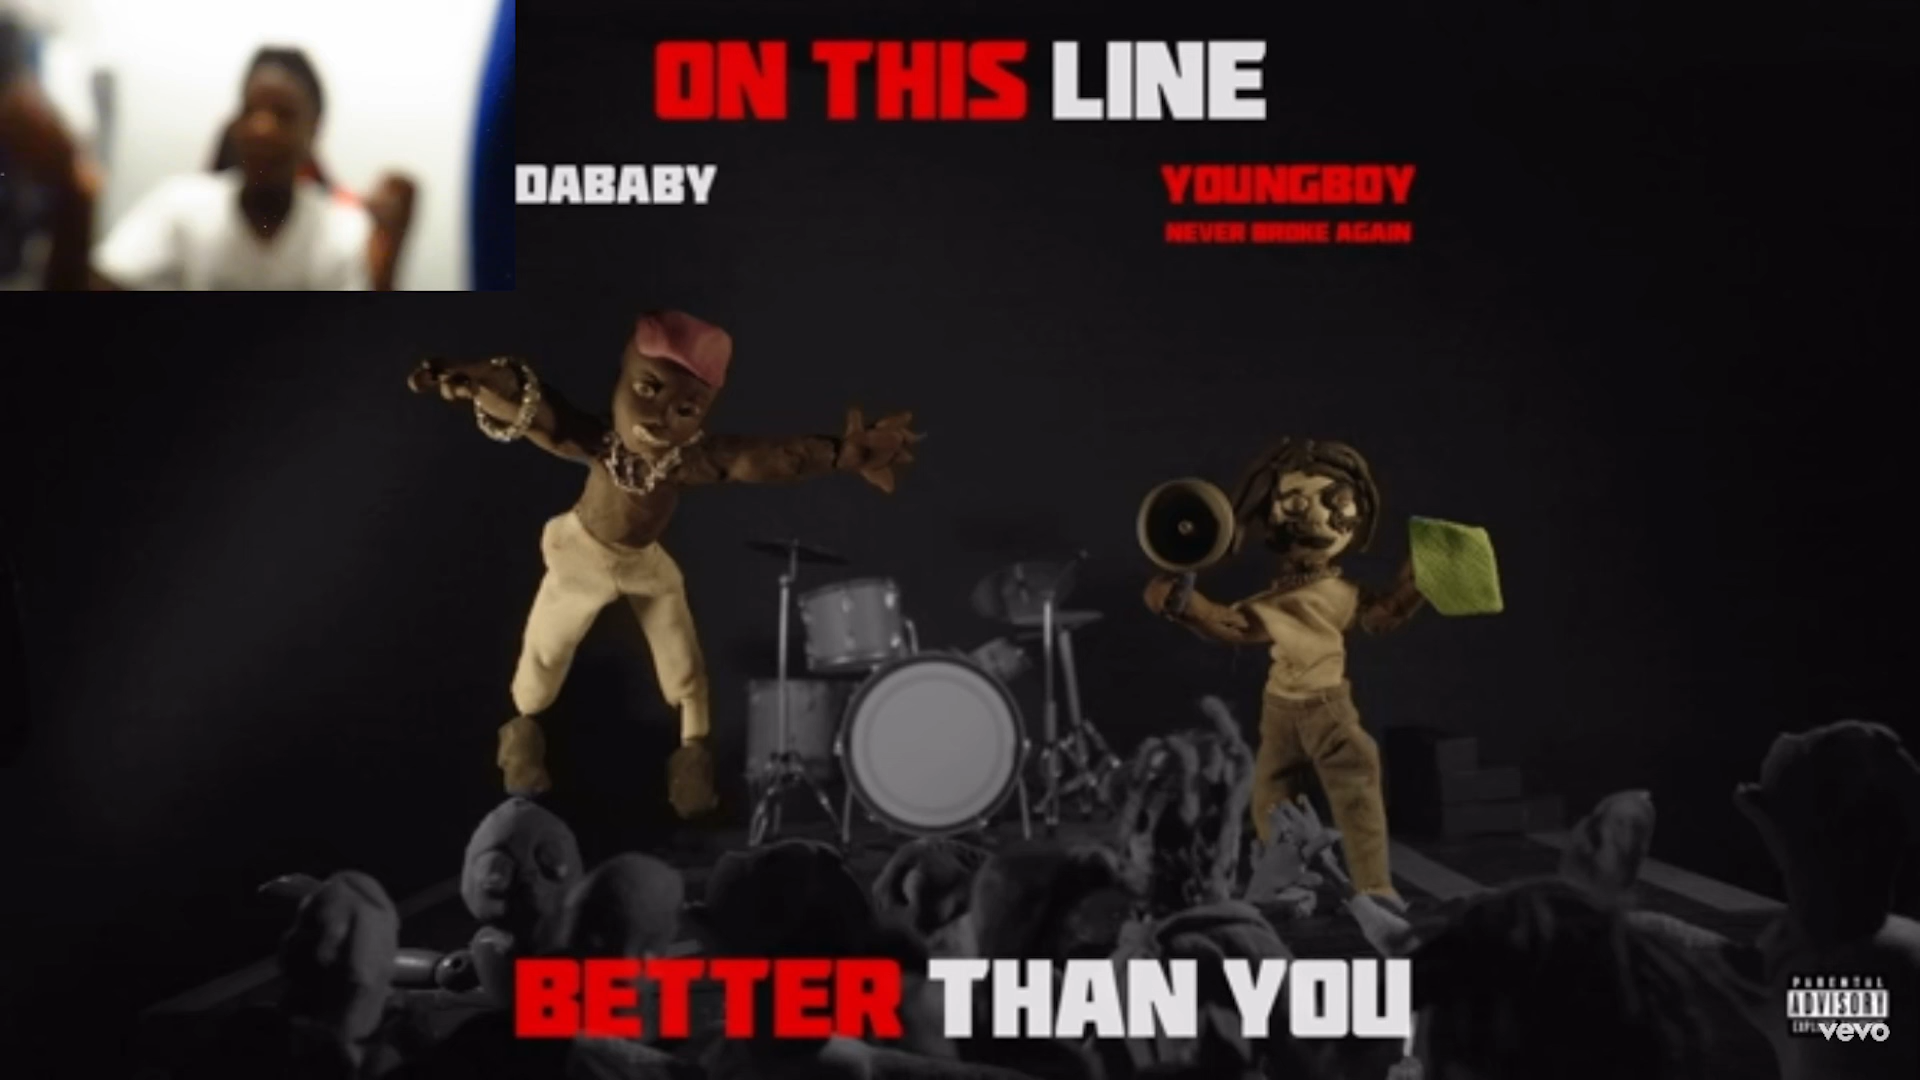 ON THIS LINE
DABABY
YOUNGBOY
NEVER BROKE AGAIN
BETTER THAN YOU
PARENTAL
ADVISORY
vevo